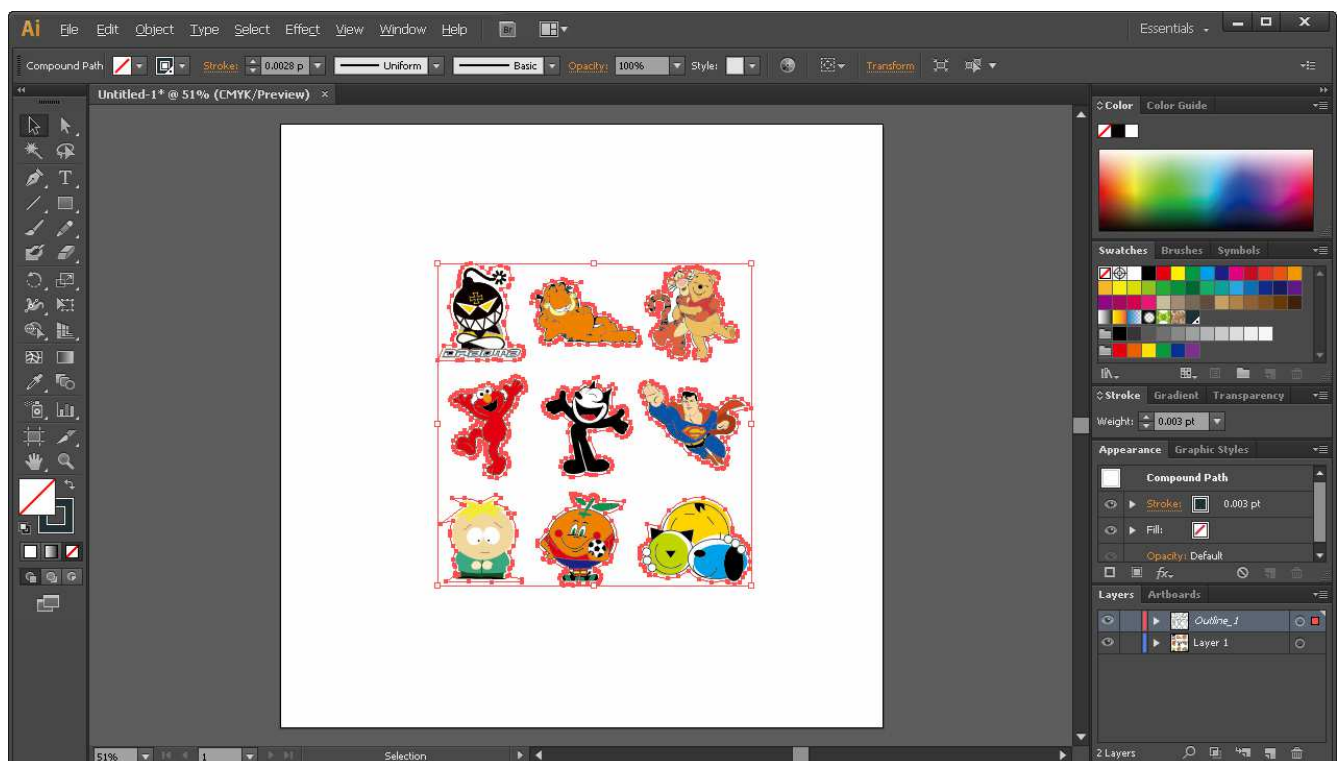 Ai File Edit Object Type Select Effect View Window Help Br Essentials
Compound Path Stroke: 0.0028 p Uniform Basic Opacity: 100% Style: Transform
Untitled-1* @ 51% (CMYK/Preview) ×
Color Color Guide
Swatches Brushes Symbols
Stroke Gradient Transparency
Weight: 0.003 pt
Appearance Graphic Styles
Compound Path
Stroke: 0.003 pt
Fill:
Opacity: Default
fx
Layers Artboards
Outline_1
Layer 1
51% 1 Selection
2 Layers